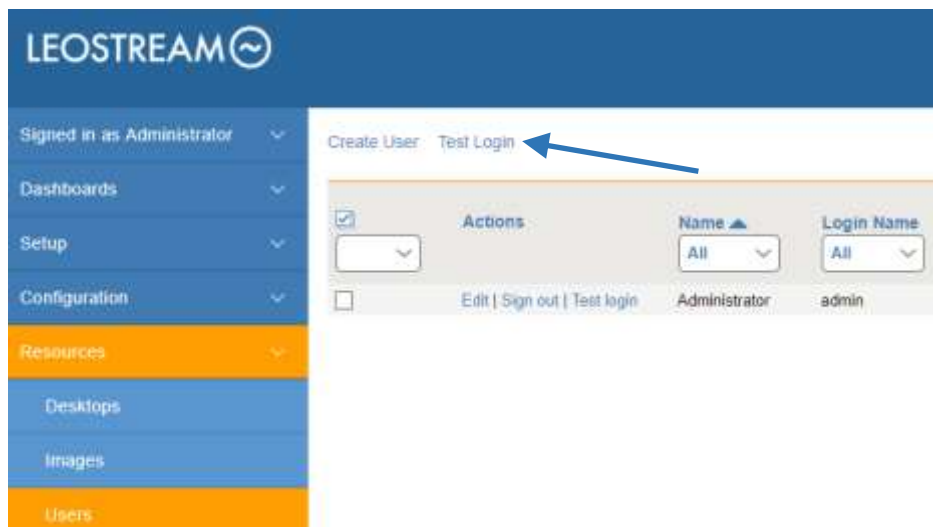 LEOSTREAM
Signed in as Administrator
Dashboards
Setup
Configuration
Resources
Desktops
Images
Users
Create User Test Login
Actions Name Login Name
All All
Edit | Sign out | Test login Administrator admin